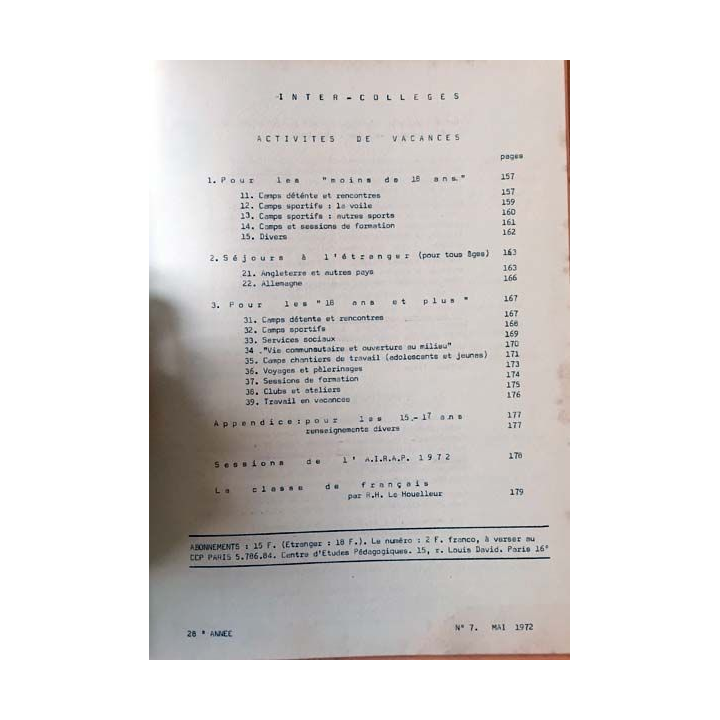 INTER-COLLEGES
ACTIVITES DE VACANCES
pages
1. Pour les "moins de 18 ans" 157
11. Camps détente et rencontres 157
12. Camps sportifs : la voile 159
13. Camps sportifs : autres sports 160
14. Camps et sessions de formation 161
15. Divers 162
2. Séjours à l'étranger (pour tous âges) 163
21. Angleterre et autres pays 163
22. Allemagne 166
3. Pour les "18 ans et plus" 167
31. Camps détente et rencontres 167
32. Camps sportifs 168
33. Services sociaux 169
34 ."Vie communautaire et ouverture au milieu" 170
35. Camps chantiers de travail (adolescents et jeunes) 171
36. Voyages et pèlerinages 173
37. Sessions de formation 174
38. Clubs et ateliers 175
39. Travail en vacances 176
Appendice: pour les 15-17 ans 177
renseignements divers 177
Sessions de l' A.I.R.A.P. 1972 178
La classe de français
par R.H. Le Houelleur 179
ABONNEMENTS : 15 F. (Etranger : 18 F.). Le numéro : 2 F. franco, à verser au
CCP PARIS 5.706.04. Centre d'Etudes Pédagogiques. 15, r. Louis David. Paris 16°
28 ° ANNEE N° 7. MAI 1972